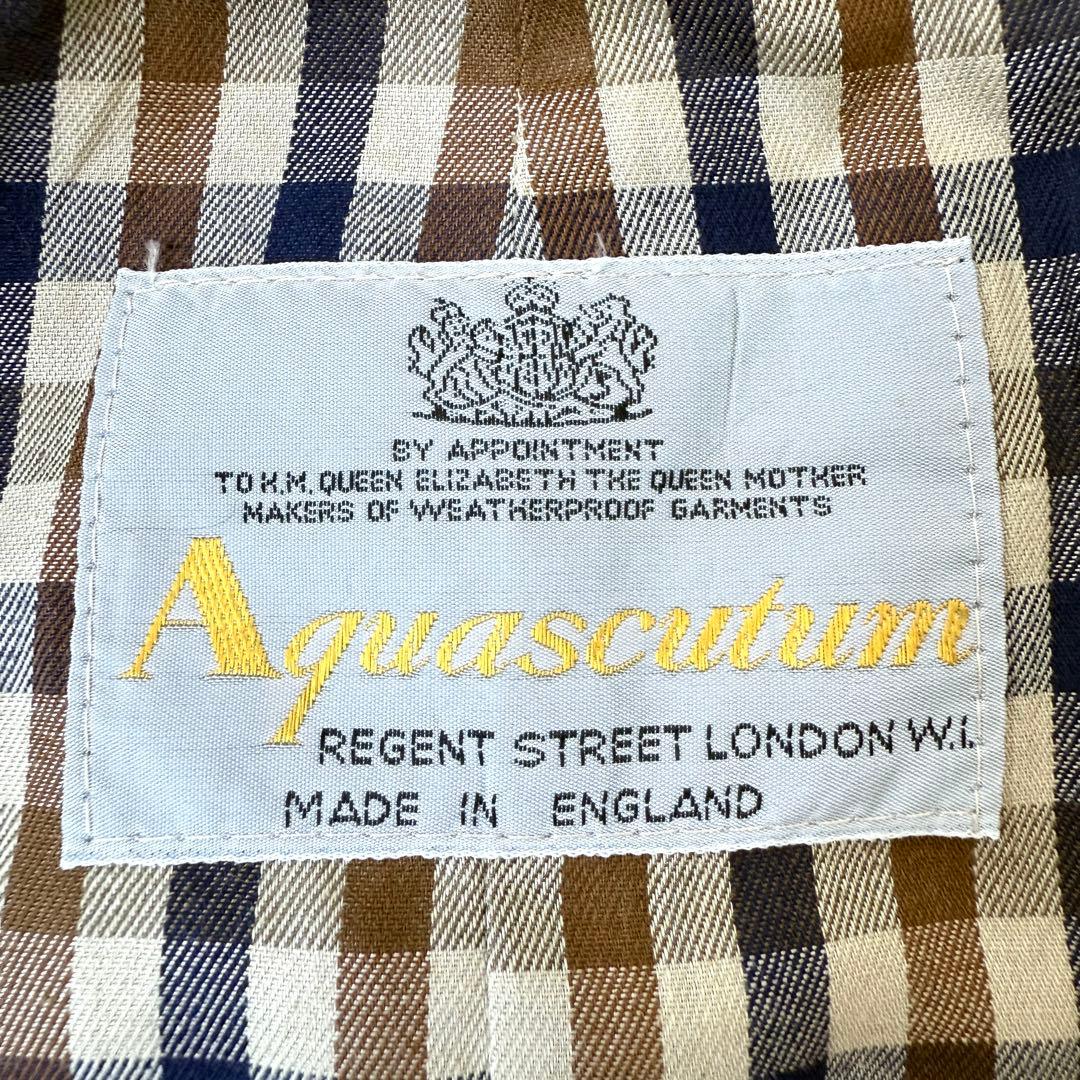 BY APPOINTMENT
TO H.M. QUEEN ELIZABETH THE QUEEN MOTHER
MAKERS OF WEATHERPROOF GARMENTS
Aquascutum
REGENT STREET LONDON W.I.
MADE IN ENGLAND